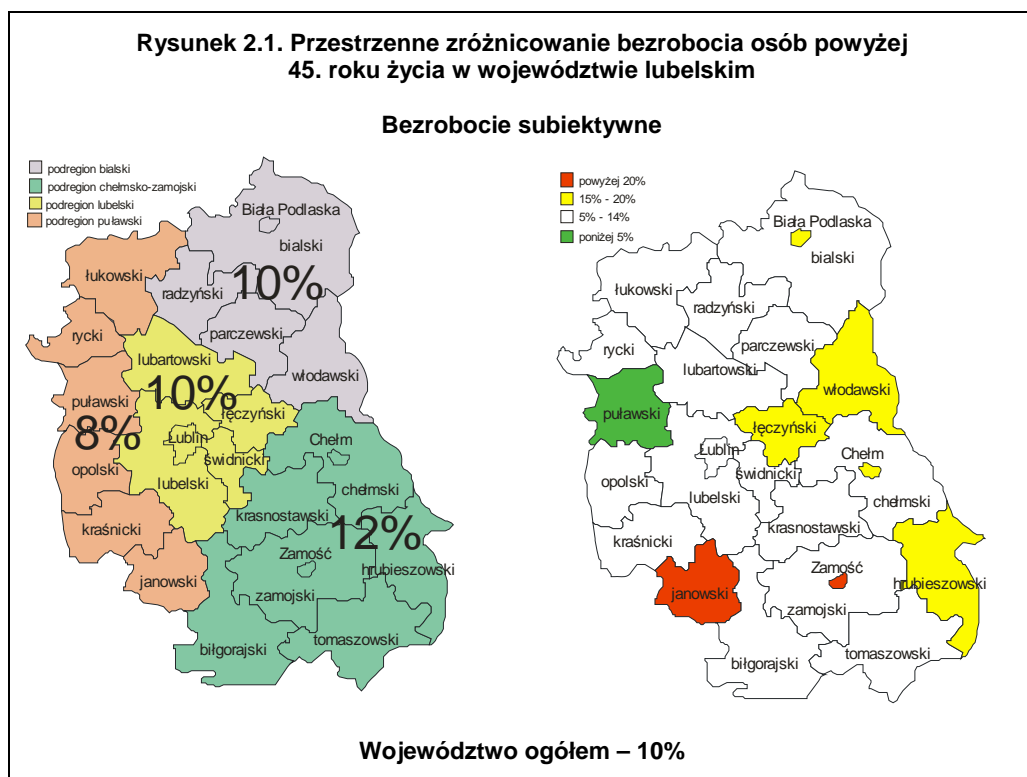 Rysunek 2.1. Przestrzenne zróżnicowanie bezrobocia osób powyżej
45. roku życia w województwie lubelskim
Bezrobocie subiektywne
podregion bialski
podregion chełmsko-zamojski
podregion lubelski
podregion puławski
Biała Podlaska
bialski
łukowski
10%
radzyński
rycki
parczewski
lubartowski
włodawski
puławski
10%
łęczyński
8%
Lublin
Chełm
świdnicki
opolski
lubelski
chełmski
krasnostawski
kraśnicki
12%
Zamość
hrubieszowski
janowski
zamojski
tomaszowski
biłgorajski
powyżej 20%
15% - 20%
5% - 14%
poniżej 5%
Biała Podlaska
bialski
łukowski
radzyński
rycki
parczewski
lubartowski
włodawski
puławski
łęczyński
Lublin
Chełm
świdnicki
opolski
lubelski
chełmski
krasnostawski
kraśnicki
Zamość
hrubieszowski
janowski
zamojski
tomaszowski
biłgorajski
Województwo ogółem – 10%